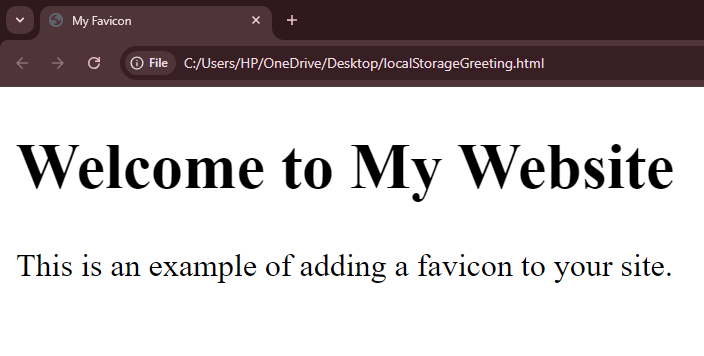 My Favicon
File C:/Users/HP/OneDrive/Desktop/localStorageGreeting.html
Welcome to My Website
This is an example of adding a favicon to your site.